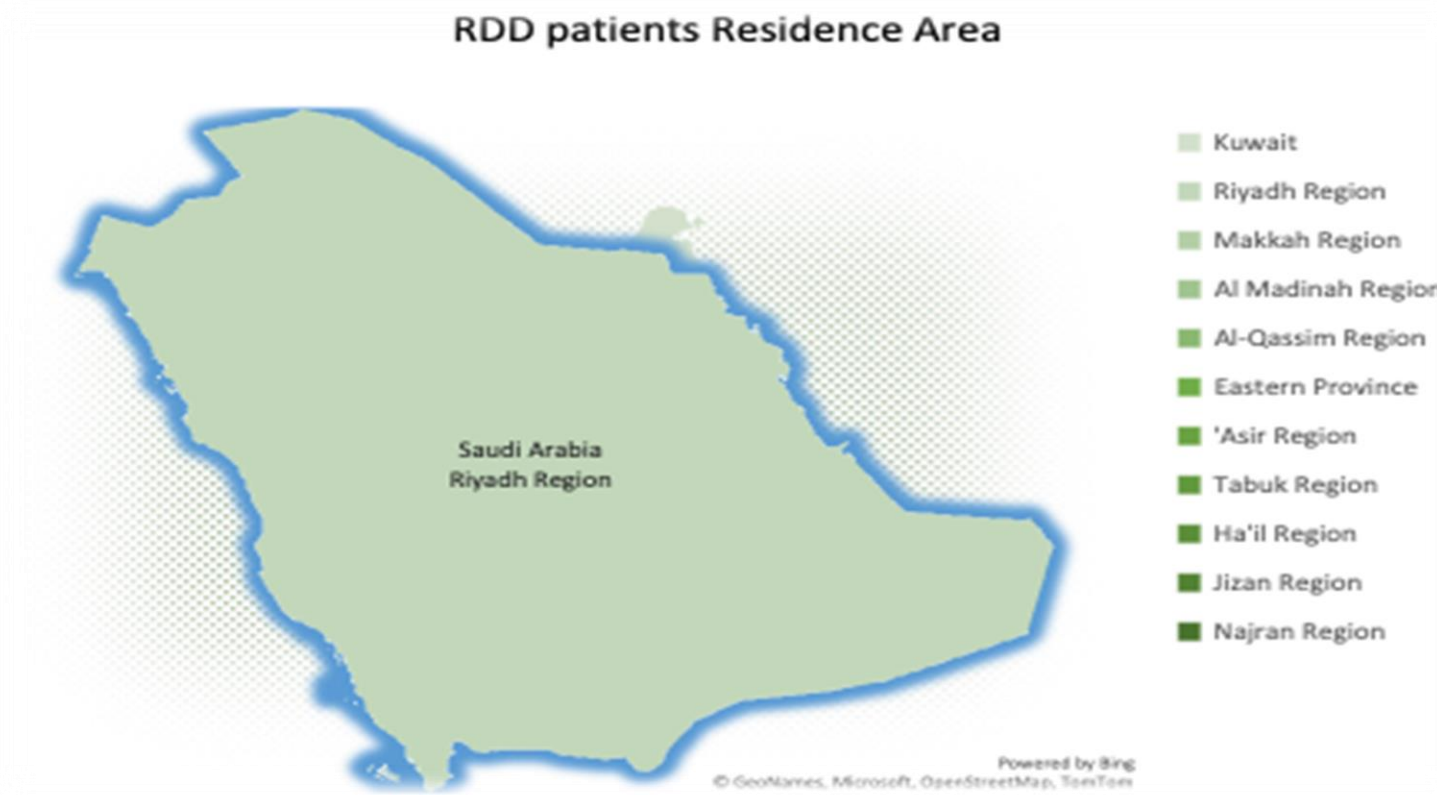 RDD patients Residence Area
Kuwait
Riyadh Region
Makkah Region
Al Madinah Region
Al-Qassim Region
Eastern Province
'Asir Region
Tabuk Region
Ha'il Region
Jizan Region
Najran Region
Saudi Arabia
Riyadh Region
Powered by Bing
© GeoNames, Microsoft, OpenStreetMap, TomTom